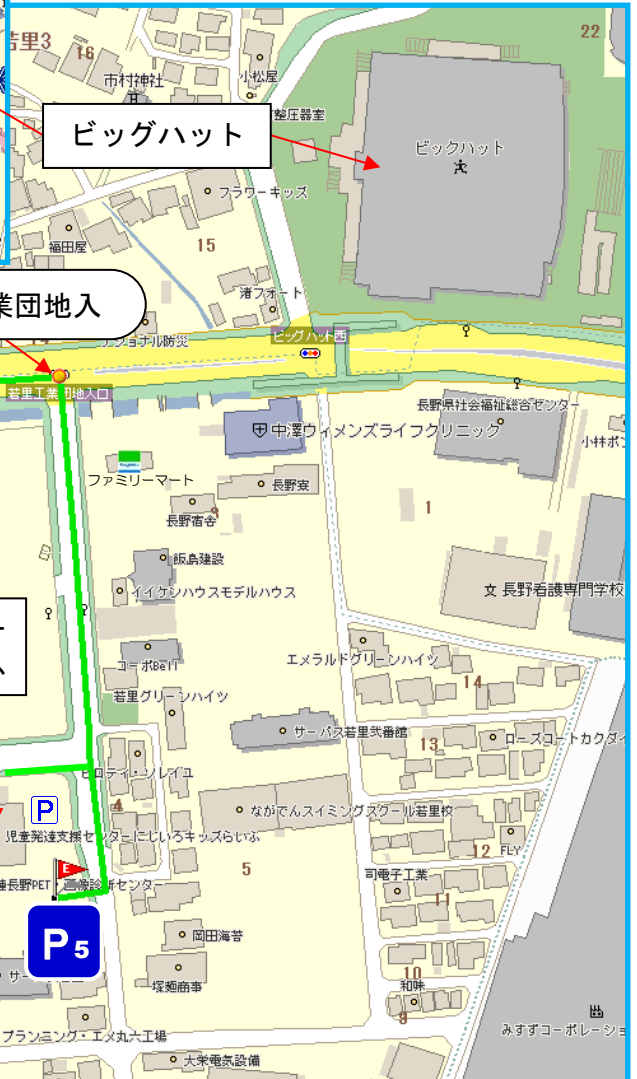 若里3
16
22
市村神社
小松屋
整圧器室
ビッグハット
ビックハット
フラワーキッズ
15
福田屋
渚フォート
業団地入
ナショナル防災
ビッグハット西
若里工業団地入口
長野県社会福祉総合センター
中澤ウィメンズライフクリニック
小林ポン
ファミリーマート
長野寮
長野宿舎
3
1
飯島建設
イイケンハウスモデルハウス
文 長野看護専門学校
コーポBell
エメラルドグリーンハイツ
14
若里グリーンハイツ
サーパス若里弐番館
13
ローズコートカクダイ
ピロティ・ソレイユ
P
4
ながでんスイミングスクール若里校
児童発達支援センターにじいろキッズらいふ
12
FLY
E
5
司電子工業
長野PET・画像診断センター
11
P5
岡田海苔
サー
10
和味
塚麺商事
9
プランニング・エメ丸六工場
みすずコーポレーショ
大栄電気設備